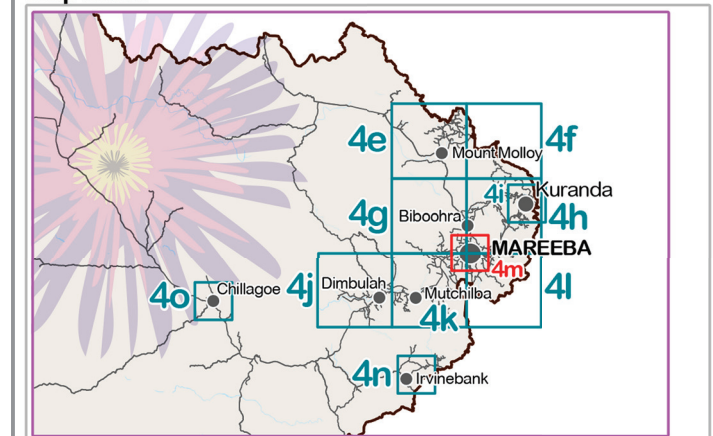 4e
4f
Mount Molloy
4i
Kuranda
4g
Biboohra
4h
MAREEBA
4m
4o
Chillagoe
4j
Dimbulah
Mutchilba
4l
4k
4n
Irvinebank